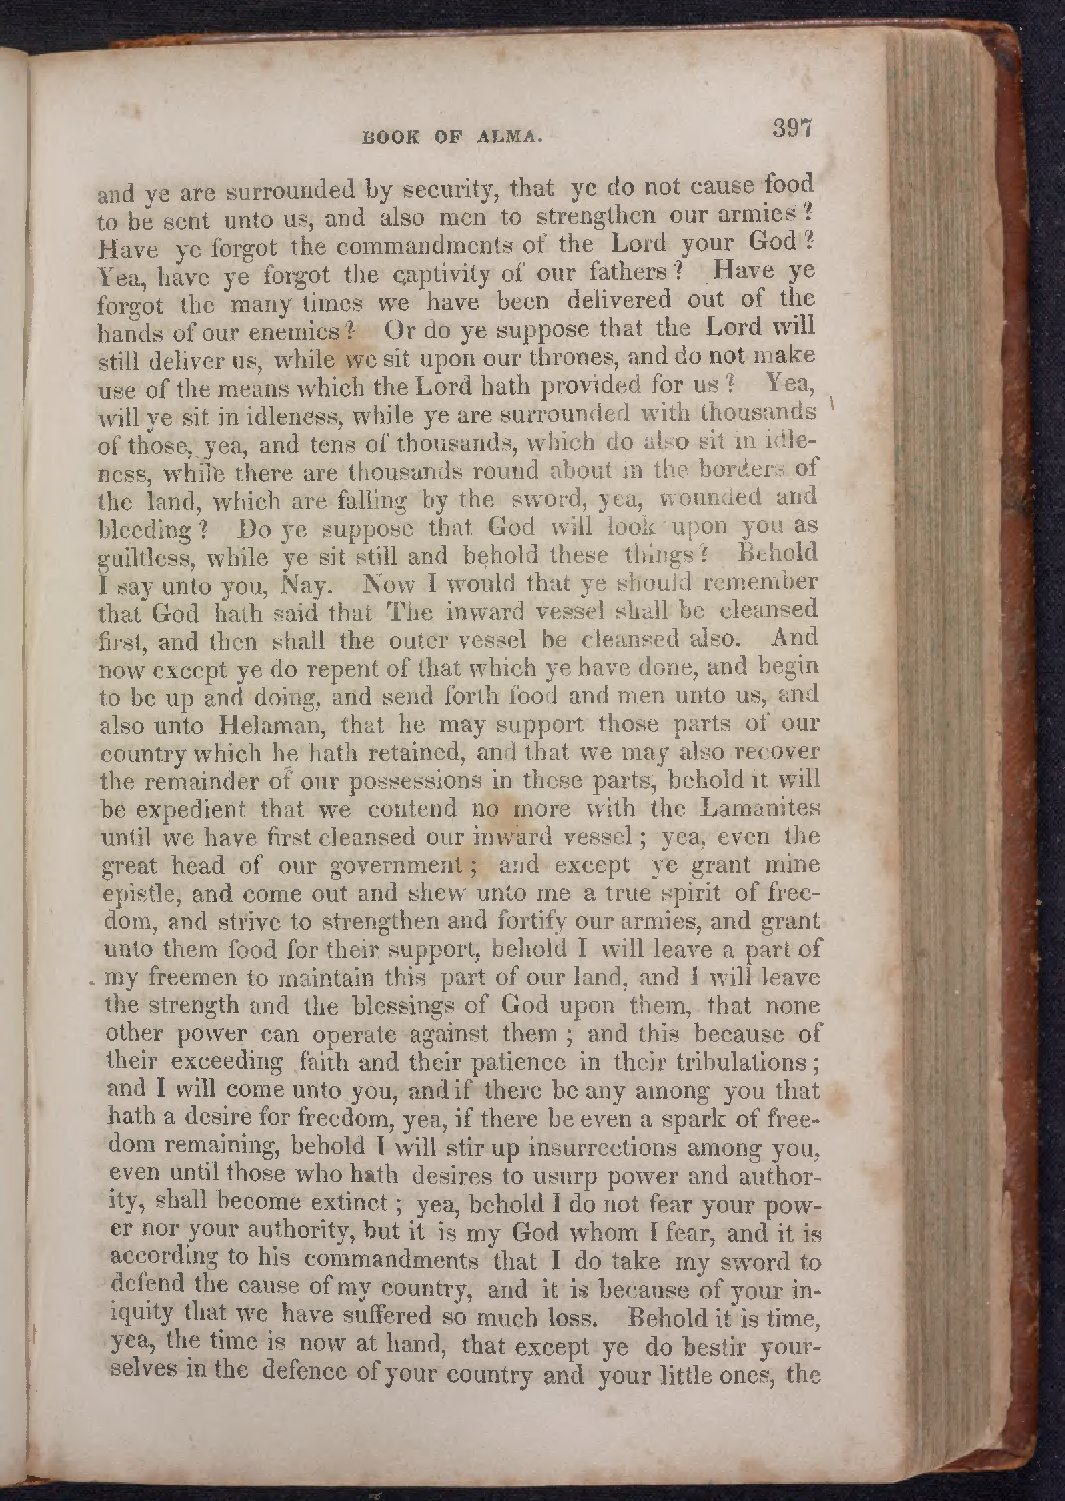 BOOK OF ALMA. 397
and ye are surrounded by security, that ye do not cause food
to be sent unto us, and also men to strengthen our armies?
Have ye forgot the commandments of the Lord your God?
Yea, have ye forgot the captivity of our fathers? Have ye
forgot the many times we have been delivered out of the
hands of our enemies? Or do ye suppose that the Lord will
still deliver us, while we sit upon our thrones, and do not make
use of the means which the Lord hath provided for us? Yea,
will ye sit in idleness, while ye are surrounded with thousands
of those, yea, and tens of thousands, which do also sit in idle-
ness, while there are thousands round about in the borders of
the land, which are falling by the sword, yea, wounded and
bleeding? Do ye suppose that God will look upon you as
guiltless, while ye sit still and behold these things? Behold
I say unto you, Nay. Now I would that ye should remember
that God hath said that The inward vessel shall be cleansed
first, and then shall the outer vessel be cleansed also. And
now except ye do repent of that which ye have done, and begin
to be up and doing, and send forth food and men unto us, and
also unto Helaman, that he may support those parts of our
country which he hath retained, and that we may also recover
the remainder of our possessions in these parts, behold it will
be expedient that we contend no more with the Lamanites
until we have first cleansed our inward vessel; yea, even the
great head of our government; and except ye grant mine
epistle, and come out and shew unto me a true spirit of free-
dom, and strive to strengthen and fortify our armies, and grant
unto them food for their support, behold I will leave a part of
my freemen to maintain this part of our land, and I will leave
the strength and the blessings of God upon them, that none
other power can operate against them; and this because of
their exceeding faith and their patience in their tribulations;
and I will come unto you, and if there be any among you that
hath a desire for freedom, yea, if there be even a spark of free-
dom remaining, behold I will stir up insurrections among you,
even until those who hath desires to usurp power and author-
ity, shall become extinct; yea, behold I do not fear your pow-
er nor your authority, but it is my God whom I fear, and it is
according to his commandments that I do take my sword to
defend the cause of my country, and it is because of your in-
iquity that we have suffered so much loss. Behold it is time,
yea, the time is now at hand, that except ye do bestir your-
selves in the defence of your country and your little ones, the